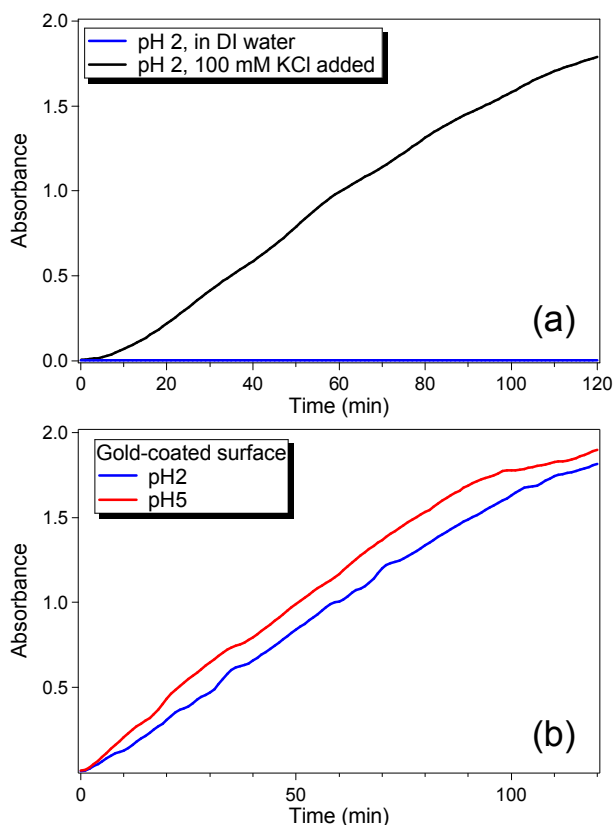 2.0
pH 2, in DI water
pH 2, 100 mM KCl added
1.5
1.0
0.5
0.0
Absorbance
(a)
0 20 40 60 80 100 120
Time (min)
2.0
Gold-coated surface
pH2
pH5
1.5
1.0
0.5
Absorbance
(b)
0 50 100
Time (min)